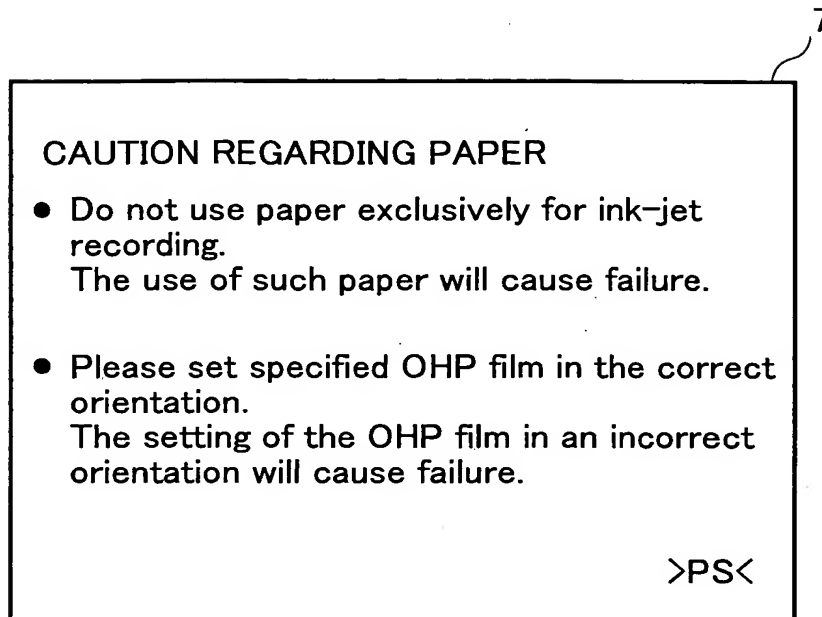 7
CAUTION REGARDING PAPER
● Do not use paper exclusively for ink-jet
recording.
The use of such paper will cause failure.
● Please set specified OHP film in the correct
orientation.
The setting of the OHP film in an incorrect
orientation will cause failure.
>PS<